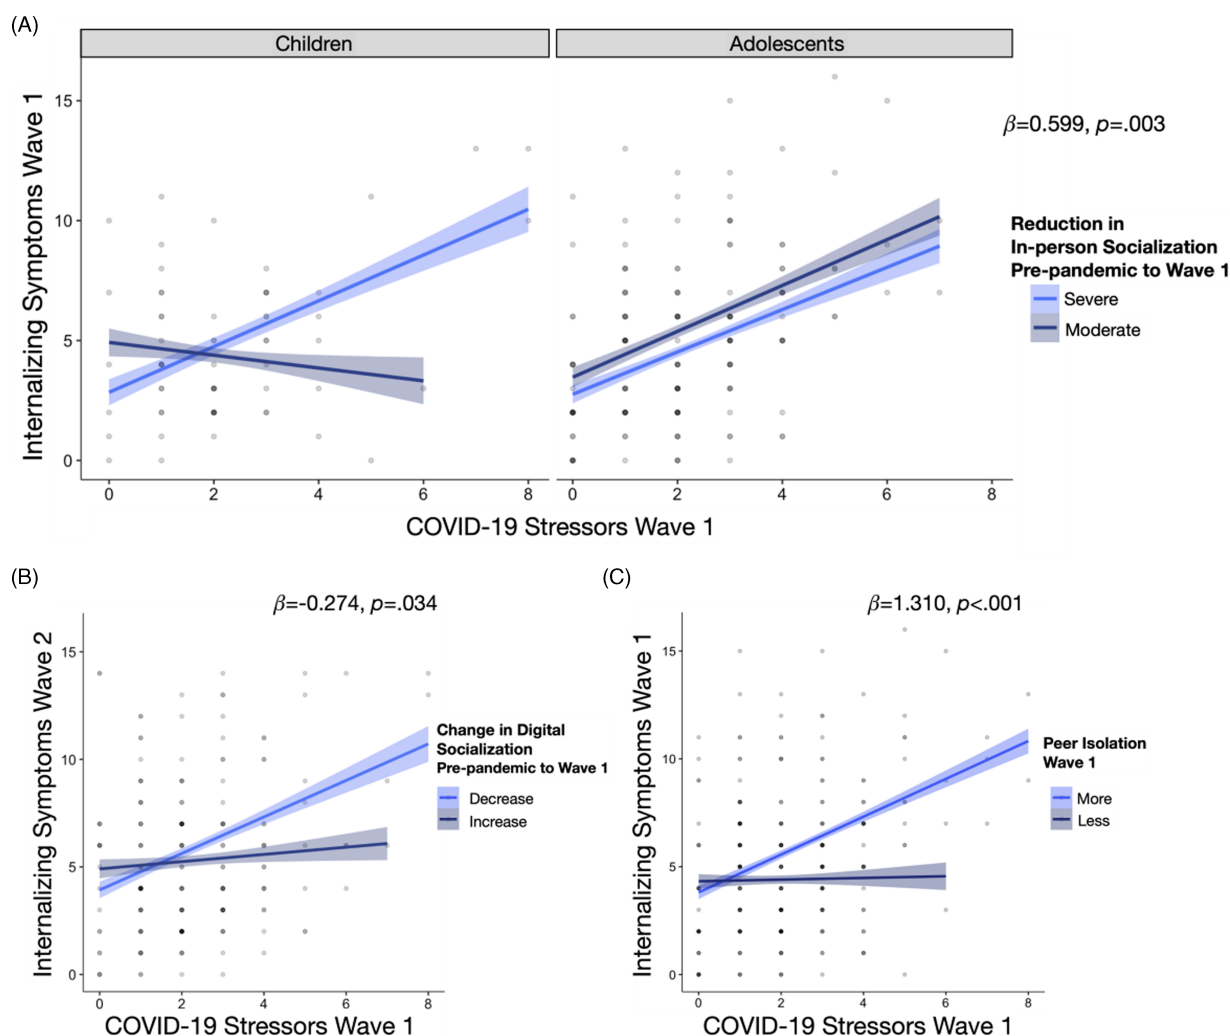 (A)
Children
Adolescents
Internalizing Symptoms Wave 1
15
10
5
0
0 2 4 6 8
0 2 4 6 8
COVID-19 Stressors Wave 1
β=0.599, p=.003
Reduction in
In-person Socialization
Pre-pandemic to Wave 1
Severe
Moderate
(B)
β=-0.274, p=.034
Internalizing Symptoms Wave 2
15
10
5
0
0 2 4 6 8
COVID-19 Stressors Wave 1
Change in Digital
Socialization
Pre-pandemic to Wave 1
Decrease
Increase
(C)
β=1.310, p<.001
Internalizing Symptoms Wave 1
15
10
5
0
0 2 4 6 8
COVID-19 Stressors Wave 1
Peer Isolation
Wave 1
More
Less